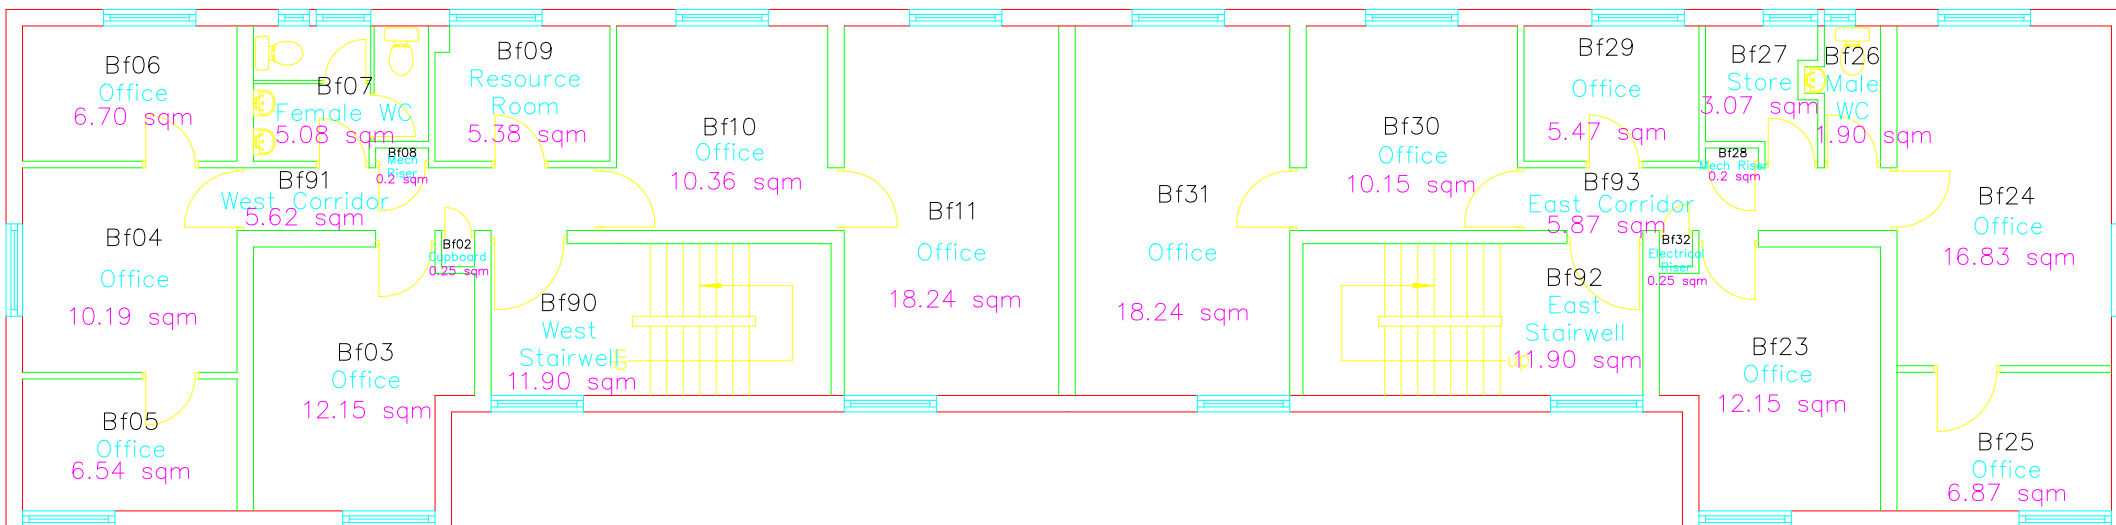 Bf06
Office
6.70 sqm
Bf07
Female WC
5.08 sqm
Bf08
Mech
Riser
0.2 sqm
Bf09
Resource
Room
5.38 sqm
Bf10
Office
10.36 sqm
Bf91
West Corridor
5.62 sqm
Bf04
Office
10.19 sqm
Bf05
Office
6.54 sqm
Bf03
Office
12.15 sqm
Bf02
Cupboard
0.25 sqm
Bf90
West
Stairwell
11.90 sqm
Bf11
Office
18.24 sqm
Bf31
Office
18.24 sqm
Bf30
Office
10.15 sqm
Bf29
Office
5.47 sqm
Bf27
Store
3.07 sqm
Bf26
Male
WC
1.90 sqm
Bf28
Mech Riser
0.2 sqm
Bf93
East Corridor
5.87 sqm
Bf32
Electrical
Riser
0.25 sqm
Bf92
East
Stairwell
11.90 sqm
up
Bf23
Office
12.15 sqm
Bf24
Office
16.83 sqm
Bf25
Office
6.87 sqm